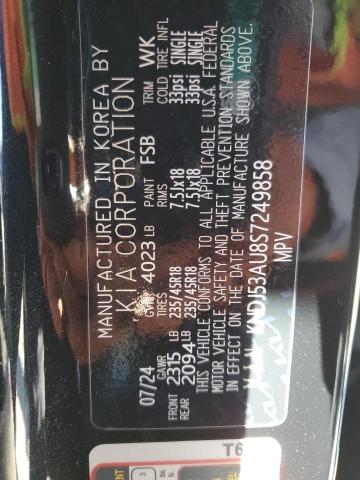 MANUFACTURED IN KOREA BY
KIA CORPORATION
07/24 GVWR 4023 LB PAINT FSB TRIM WK
GAWR TIRES RIMS COLD TIRE INFL
FRONT 2315 LB 235/45R18 7.5Jx18 33psi SINGLE
REAR 2094 LB 235/45R18 7.5Jx18 33psi SINGLE
THIS VEHICLE CONFORMS TO ALL APPLICABLE U.S.A. FEDERAL
MOTOR VEHICLE SAFETY AND THEFT PREVENTION STANDARDS
IN EFFECT ON THE DATE OF MANUFACTURE SHOWN ABOVE.
V.I.N. KNDJ53AU8S7249858
MPV
T6